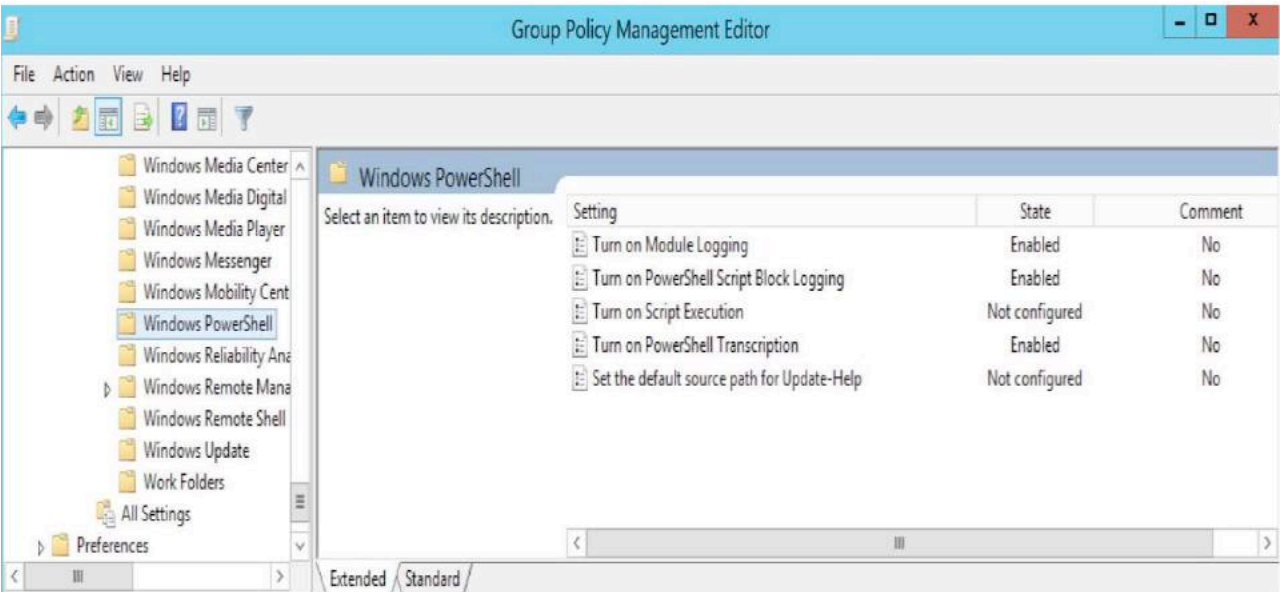 Group Policy Management Editor
File Action View Help
Windows Media Center
Windows Media Digital
Windows Media Player
Windows Messenger
Windows Mobility Cent
Windows PowerShell
Windows Reliability Ana
Windows Remote Mana
Windows Remote Shell
Windows Update
Work Folders
All Settings
Preferences
Windows PowerShell
Select an item to view its description.
Setting State Comment
Turn on Module Logging Enabled No
Turn on PowerShell Script Block Logging Enabled No
Turn on Script Execution Not configured No
Turn on PowerShell Transcription Enabled No
Set the default source path for Update-Help Not configured No
Extended Standard